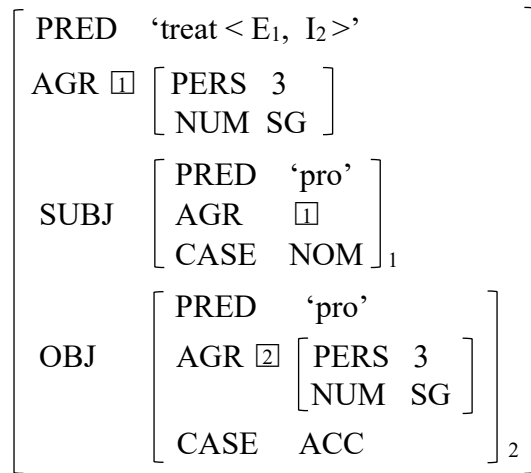 PRED ‘treat < E₁, I₂ >’
AGR 1 PERS 3
NUM SG
PRED ‘pro’
SUBJ AGR 1
CASE NOM 1
PRED ‘pro’
OBJ AGR 2 PERS 3
NUM SG
CASE ACC 2